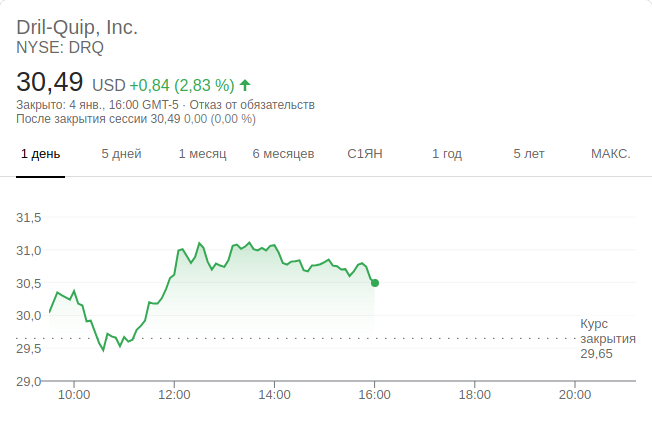 Dril-Quip, Inc.
NYSE: DRQ
30,49 USD +0,84 (2,83 %)
Закрыто: 4 янв., 16:00 GMT-5 · Отказ от обязательств
После закрытия сессии 30,49 0,00 (0,00 %)
1 день 5 дней 1 месяц 6 месяцев С1ЯН 1 год 5 лет МАКС.
31,5
31,0
30,5
30,0
Курс
закрытия
29,65
29,5
29,0
10:00 12:00 14:00 16:00 18:00 20:00